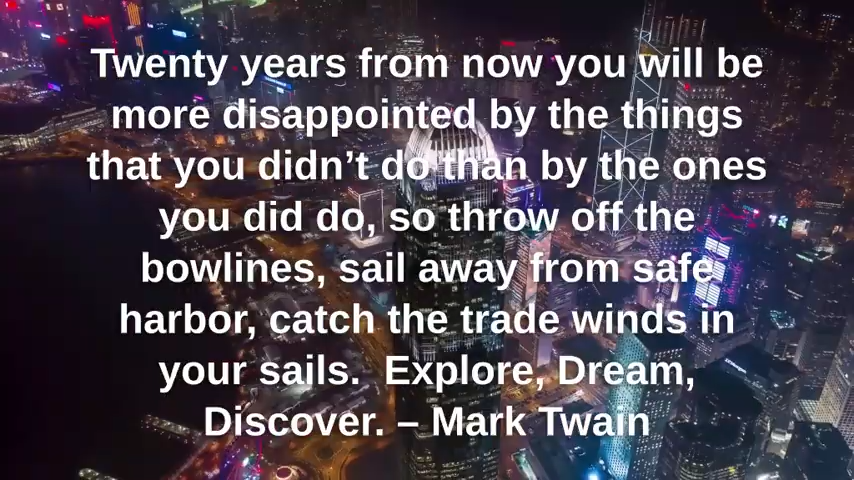 Twenty years from now you will be
more disappointed by the things
that you didn’t do than by the ones
you did do, so throw off the
bowlines, sail away from safe
harbor, catch the trade winds in
your sails.  Explore, Dream,
Discover. – Mark Twain